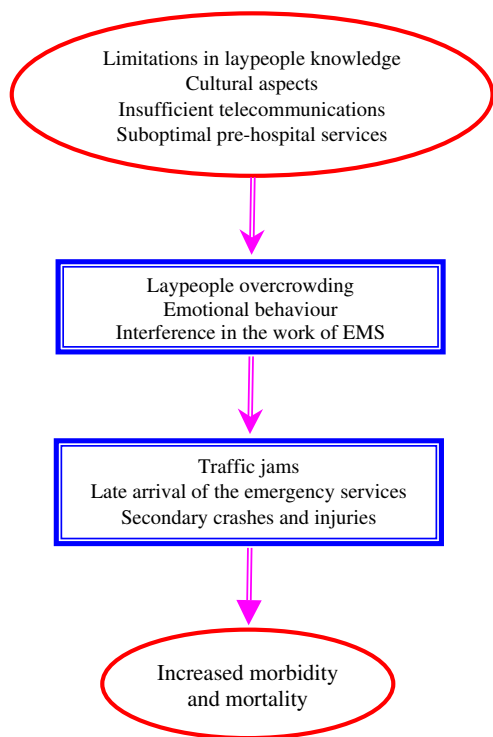 Limitations in laypeople knowledge
Cultural aspects
Insufficient telecommunications
Suboptimal pre-hospital services
Laypeople overcrowding
Emotional behaviour
Interference in the work of EMS
Traffic jams
Late arrival of the emergency services
Secondary crashes and injuries
Increased morbidity
and mortality